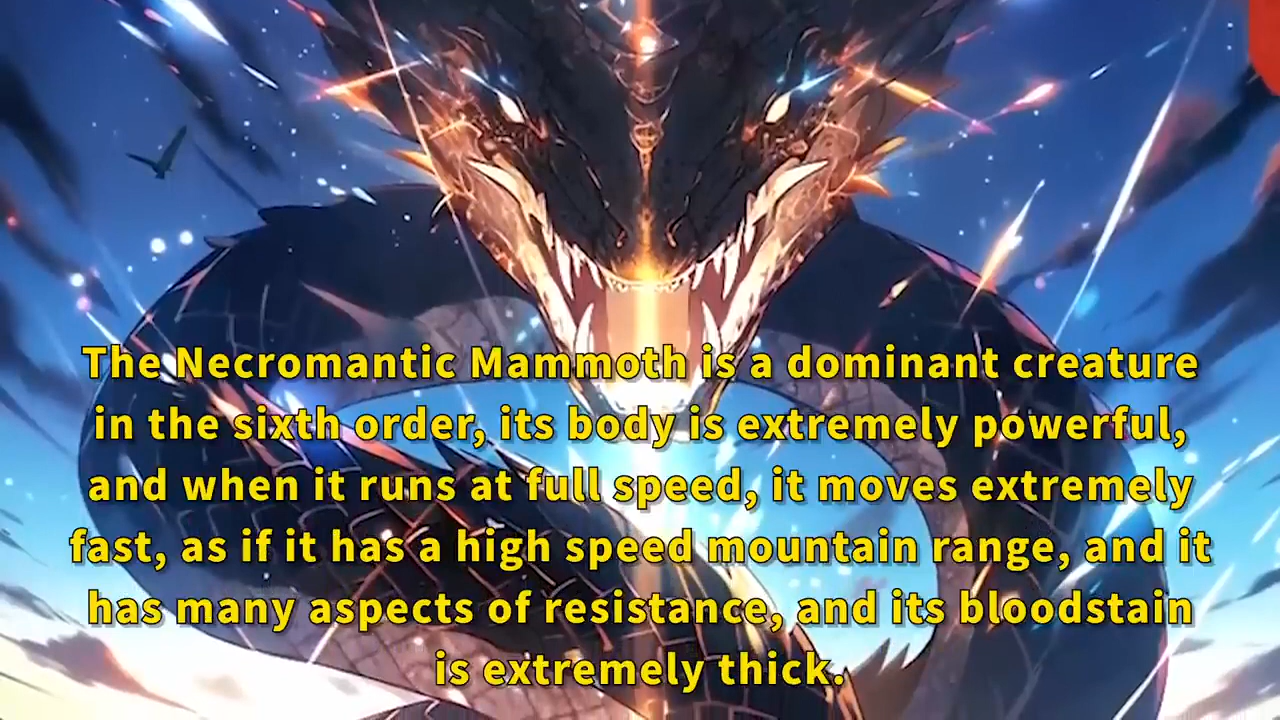 The Necromantic Mammoth is a dominant creature
in the sixth order, its body is extremely powerful,
and when it runs at full speed, it moves extremely
fast, as if it has a high speed mountain range, and it
has many aspects of resistance, and its bloodstain
is extremely thick.